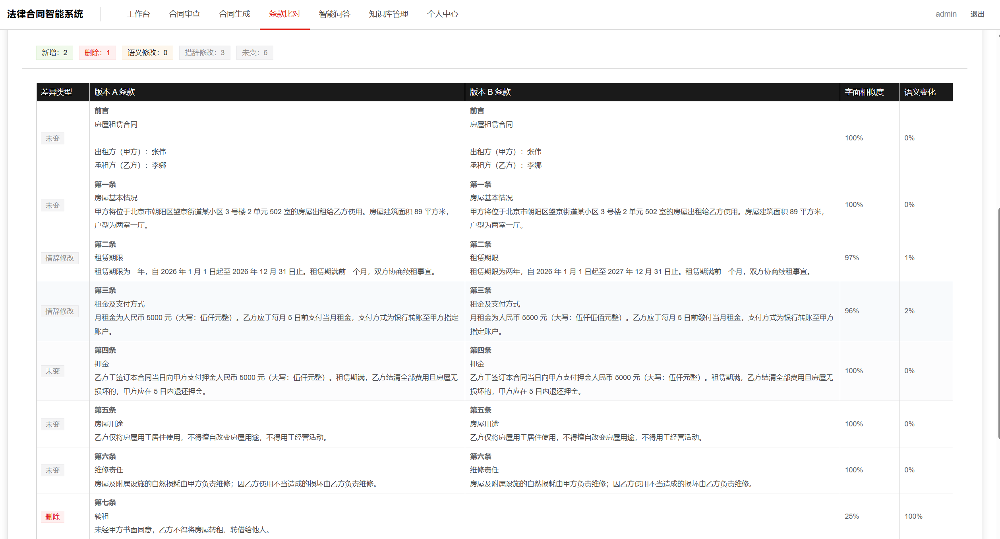 法律合同智能系统 工作台 合同审查 合同生成 条款比对 智能问答 知识库管理 个人中心 admin 退出
新增：2 删除：1 语义修改：0 措辞修改：3 未变：6
差异类型 版本 A 条款 版本 B 条款 字面相似度 语义变化
前言
房屋租赁合同
出租方（甲方）：张伟
承租方（乙方）：李娜
前言
房屋租赁合同
出租方（甲方）：张伟
承租方（乙方）：李娜
未变 100% 0%
第一条
房屋基本情况
甲方将位于北京市朝阳区望京街道某小区 3 号楼 2 单元 502 室的房屋出租给乙方使用。房屋建筑面积 89 平方米，
户型为两室一厅。
第一条
房屋基本情况
甲方将位于北京市朝阳区望京街道某小区 3 号楼 2 单元 502 室的房屋出租给乙方使用。房屋建筑面积 89 平方米，
户型为两室一厅。
未变 100% 0%
第二条
租赁期限
租赁期限为一年，自 2026 年 1 月 1 日起至 2026 年 12 月 31 日止。租赁期满前一个月，双方协商续租事宜。
第二条
租赁期限
租赁期限为两年，自 2026 年 1 月 1 日起至 2027 年 12 月 31 日止。租赁期满前一个月，双方协商续租事宜。
措辞修改 97% 1%
第三条
租金及支付方式
月租金为人民币 5000 元（大写：伍仟元整）。乙方应于每月 5 日前支付当月租金，支付方式为银行转账至甲方指定
账户。
第三条
租金及支付方式
月租金为人民币 5500 元（大写：伍仟伍佰元整）。乙方应于每月 5 日前缴付当月租金，支付方式为银行转账至甲方
指定账户。
措辞修改 96% 2%
第四条
押金
乙方于签订本合同当日向甲方支付押金人民币 5000 元（大写：伍仟元整）。租赁期满，乙方结清全部费用且房屋无
损坏的，甲方应在 5 日内退还押金。
第四条
押金
乙方于签订本合同当日向甲方支付押金人民币 5000 元（大写：伍仟元整）。租赁期满，乙方结清全部费用且房屋无
损坏的，甲方应在 5 日内退还押金。
未变 100% 0%
第五条
房屋用途
乙方仅将房屋用于居住使用，不得擅自改变房屋用途，不得用于经营活动。
第五条
房屋用途
乙方仅将房屋用于居住使用，不得擅自改变房屋用途，不得用于经营活动。
未变 100% 0%
第六条
维修责任
房屋及附属设施的自然损耗由甲方负责维修；因乙方使用不当造成的损坏由乙方负责维修。
第六条
维修责任
房屋及附属设施的自然损耗由甲方负责维修；因乙方使用不当造成的损坏由乙方负责维修。
未变 100% 0%
第七条
转租
未经甲方书面同意，乙方不得将房屋转租、转借给他人。
删除 25% 100%